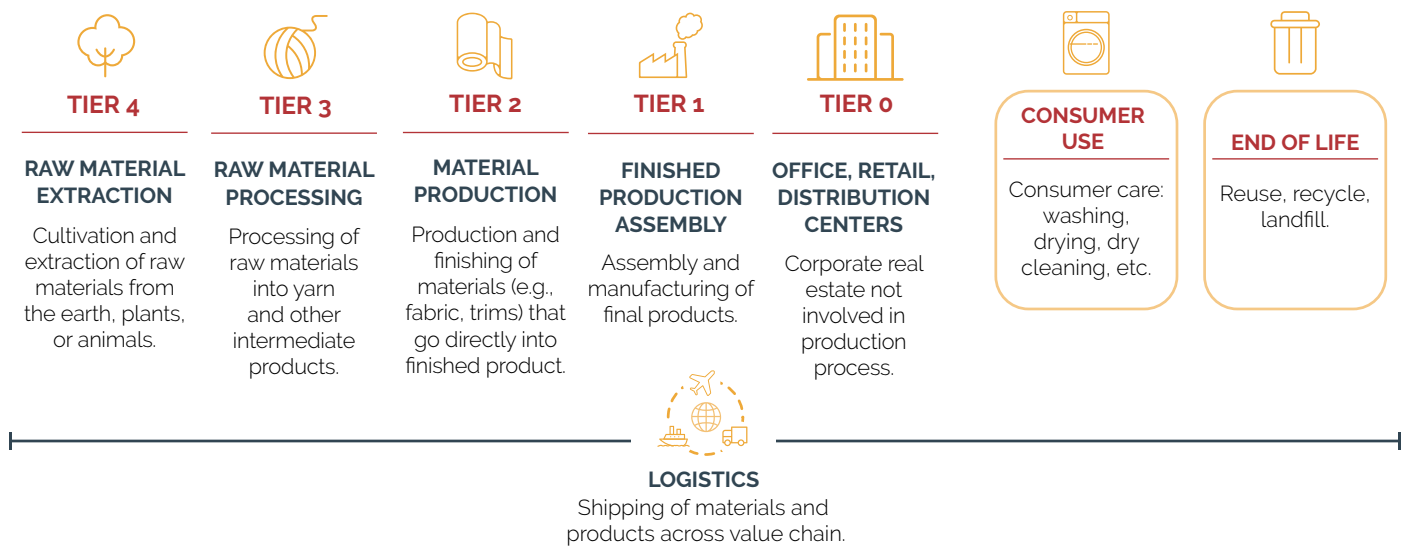 TIER 4
RAW MATERIAL
EXTRACTION
Cultivation and
extraction of raw
materials from
the earth, plants,
or animals.
TIER 3
RAW MATERIAL
PROCESSING
Processing of
raw materials
into yarn
and other
intermediate
products.
TIER 2
MATERIAL
PRODUCTION
Production and
finishing of
materials (e.g.,
fabric, trims) that
go directly into
finished product.
TIER 1
FINISHED
PRODUCTION
ASSEMBLY
Assembly and
manufacturing of
final products.
TIER 0
OFFICE, RETAIL,
DISTRIBUTION
CENTERS
Corporate real
estate not
involved in
production
process.
CONSUMER
USE
Consumer care:
washing,
drying, dry
cleaning, etc.
END OF LIFE
Reuse, recycle,
landfill.
LOGISTICS
Shipping of materials and
products across value chain.